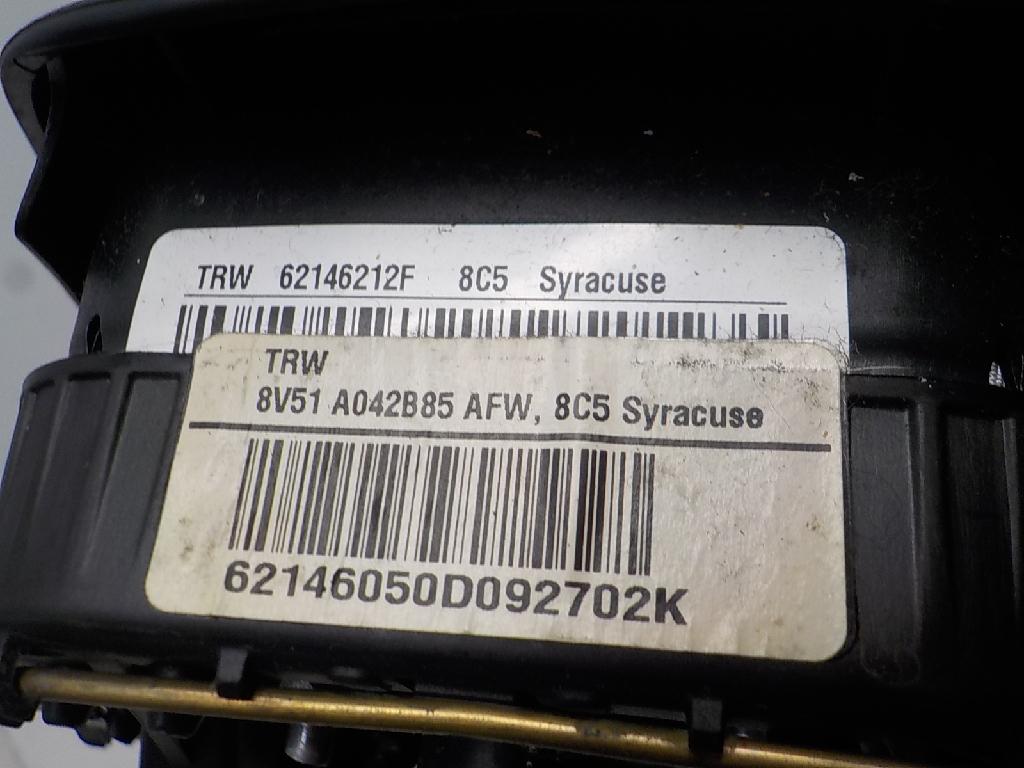 TRW 62146212F 8C5 Syracuse
TRW
8V51 A042B85 AFW, 8C5 Syracuse
62146050D092702K